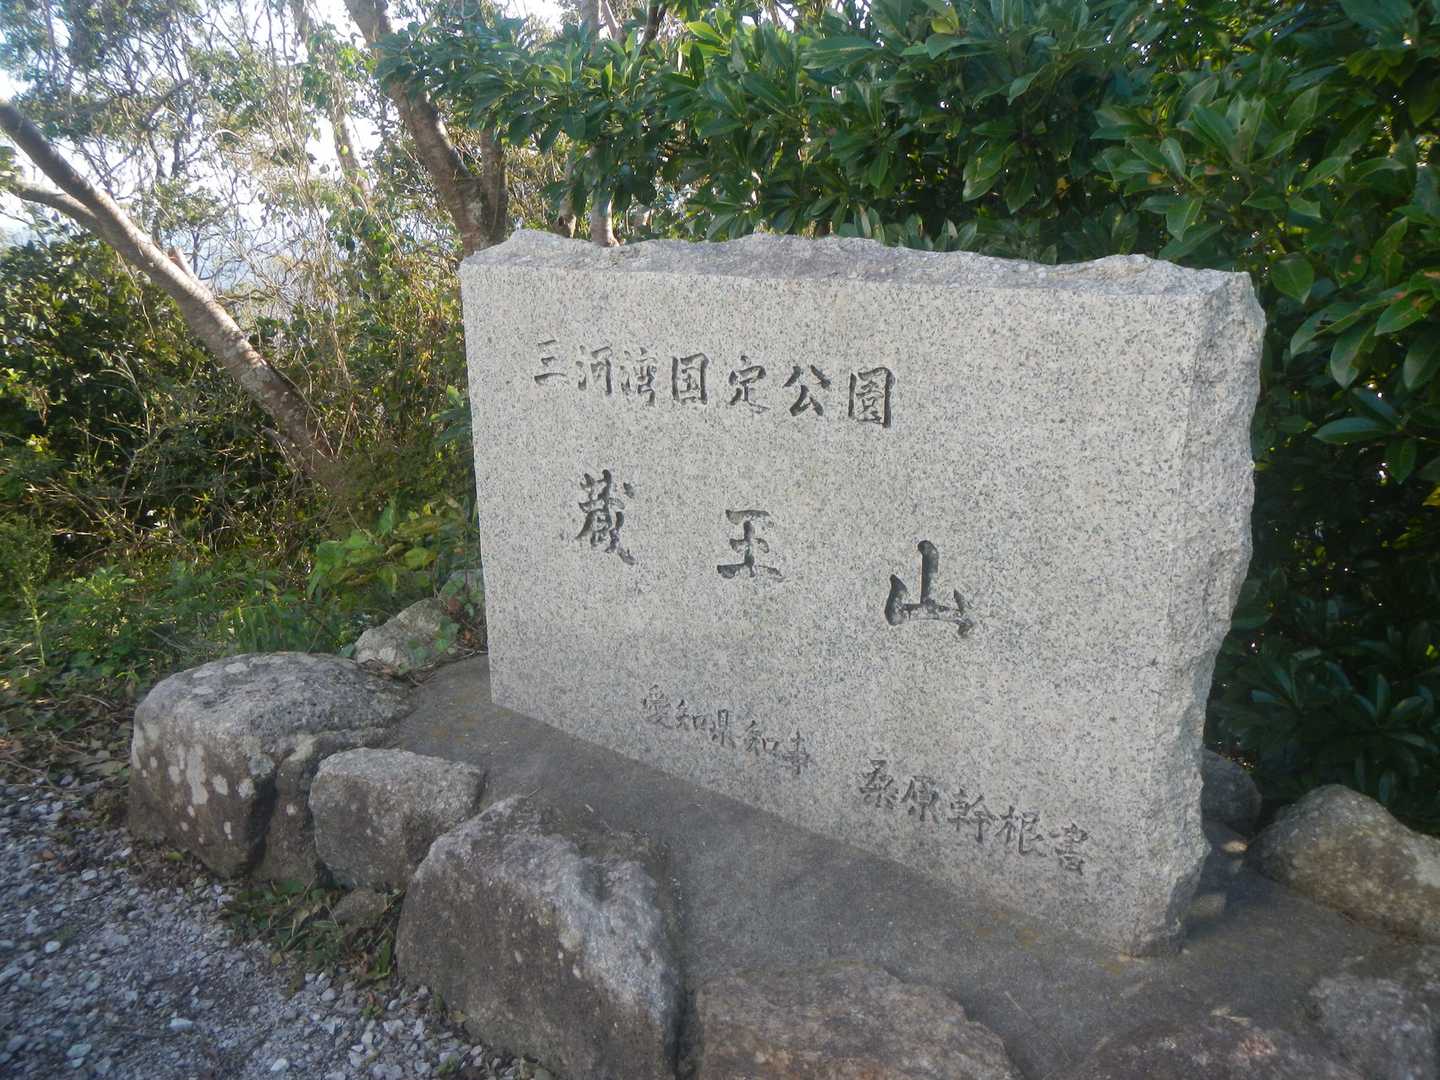 三河湾国定公園
蔵王山
愛知県知事 桑原幹根書